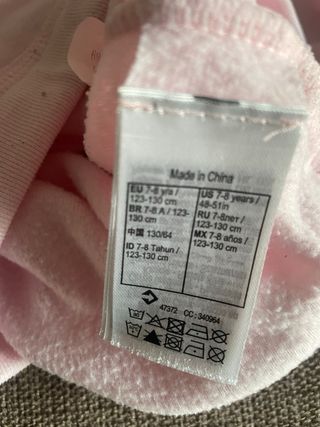 Made in China
EU 7-8 y/a /
123-130 cm
BR 7-8 A / 123-
130 cm
中国 130/64
ID 7-8 Tahun /
123-130 cm
US 7-8 years /
48-51in
RU 7-8лет /
123-130 cm
MX 7-8 años /
123-130 cm
47372 CC: 340964